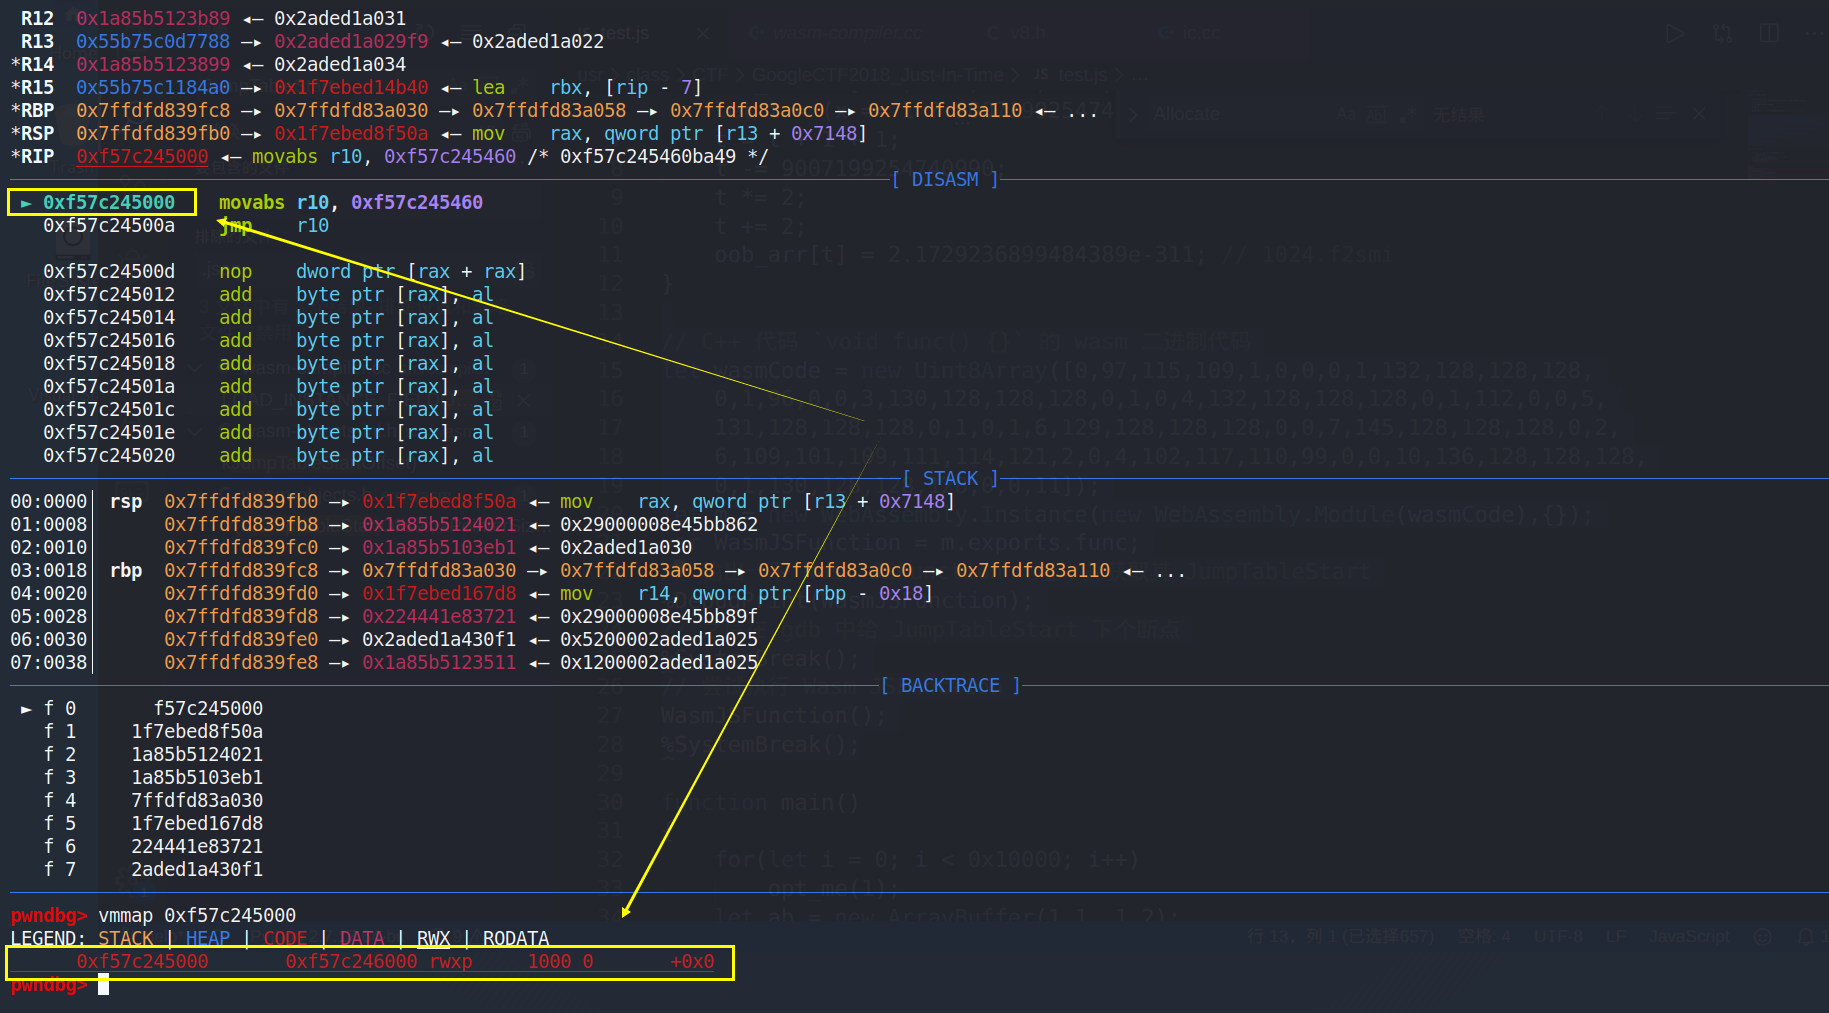 R12  0x1a85b5123b89 ◂— 0x2aded1a031
R13  0x55b75c0d7788 —▸ 0x2aded1a029f9 ◂— 0x2aded1a022
*R14  0x1a85b5123899 ◂— 0x2aded1a034
*R15  0x55b75c1184a0 —▸ 0x1f7ebed14b40 ◂— lea    rbx, [rip - 7]
*RBP  0x7ffdfd839fc8 —▸ 0x7ffdfd83a030 —▸ 0x7ffdfd83a058 —▸ 0x7ffdfd83a0c0 —▸ 0x7ffdfd83a110 ◂— ...
*RSP  0x7ffdfd839fb0 —▸ 0x1f7ebed8f50a ◂— mov    rax, qword ptr [r13 + 0x7148]
*RIP  0xf57c245000 ◂— movabs r10, 0xf57c245460 /* 0xf57c245460ba49 */
[ DISASM ]
► 0xf57c245000    movabs r10, 0xf57c245460
0xf57c24500a    jmp    r10
0xf57c24500d    nop    dword ptr [rax + rax]
0xf57c245012    add    byte ptr [rax], al
0xf57c245014    add    byte ptr [rax], al
0xf57c245016    add    byte ptr [rax], al
0xf57c245018    add    byte ptr [rax], al
0xf57c24501a    add    byte ptr [rax], al
0xf57c24501c    add    byte ptr [rax], al
0xf57c24501e    add    byte ptr [rax], al
0xf57c245020    add    byte ptr [rax], al
[ STACK ]
00:0000│ rsp  0x7ffdfd839fb0 —▸ 0x1f7ebed8f50a ◂— mov    rax, qword ptr [r13 + 0x7148]
01:0008│      0x7ffdfd839fb8 —▸ 0x1a85b5124021 ◂— 0x29000008e45bb862
02:0010│      0x7ffdfd839fc0 —▸ 0x1a85b5103eb1 ◂— 0x2aded1a030
03:0018│ rbp  0x7ffdfd839fc8 —▸ 0x7ffdfd83a030 —▸ 0x7ffdfd83a058 —▸ 0x7ffdfd83a0c0 —▸ 0x7ffdfd83a110 ◂— ...
04:0020│      0x7ffdfd839fd0 —▸ 0x1f7ebed167d8 ◂— mov    r14, qword ptr [rbp - 0x18]
05:0028│      0x7ffdfd839fd8 —▸ 0x224441e83721 ◂— 0x29000008e45bb89f
06:0030│      0x7ffdfd839fe0 —▸ 0x2aded1a430f1 ◂— 0x5200002aded1a025
07:0038│      0x7ffdfd839fe8 —▸ 0x1a85b5123511 ◂— 0x1200002aded1a025
[ BACKTRACE ]
► f 0       f57c245000
f 1     1f7ebed8f50a
f 2     1a85b5124021
f 3     1a85b5103eb1
f 4     7ffdfd83a030
f 5     1f7ebed167d8
f 6     224441e83721
f 7     2aded1a430f1
pwndbg> vmmap 0xf57c245000
LEGEND: STACK | HEAP | CODE | DATA | RWX | RODATA
0xf57c245000       0xf57c246000 rwxp     1000 0       +0x0
pwndbg>